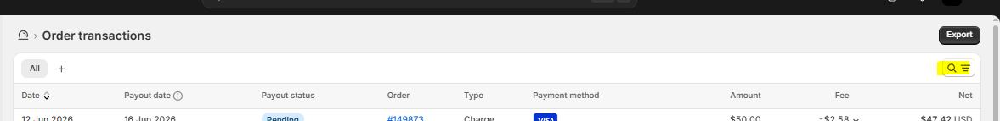 Order transactions
Export
All
Date Payout date Payout status Order Type Payment method Amount Fee Net
12 Jun 2026 16 Jun 2026 Pending #149873 Charge VISA $50.00 -$2.58 $47.42 USD